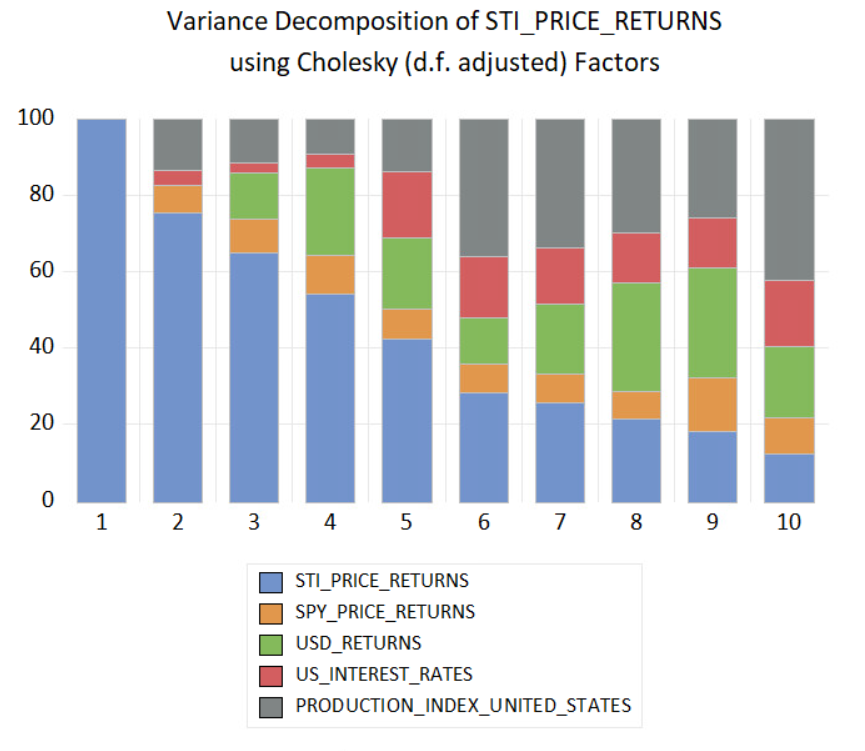 Variance Decomposition of STI_PRICE_RETURNS
using Cholesky (d.f. adjusted) Factors
100
80
60
40
20
0
1 2 3 4 5 6 7 8 9 10
STI_PRICE_RETURNS
SPY_PRICE_RETURNS
USD_RETURNS
US_INTEREST_RATES
PRODUCTION_INDEX_UNITED_STATES